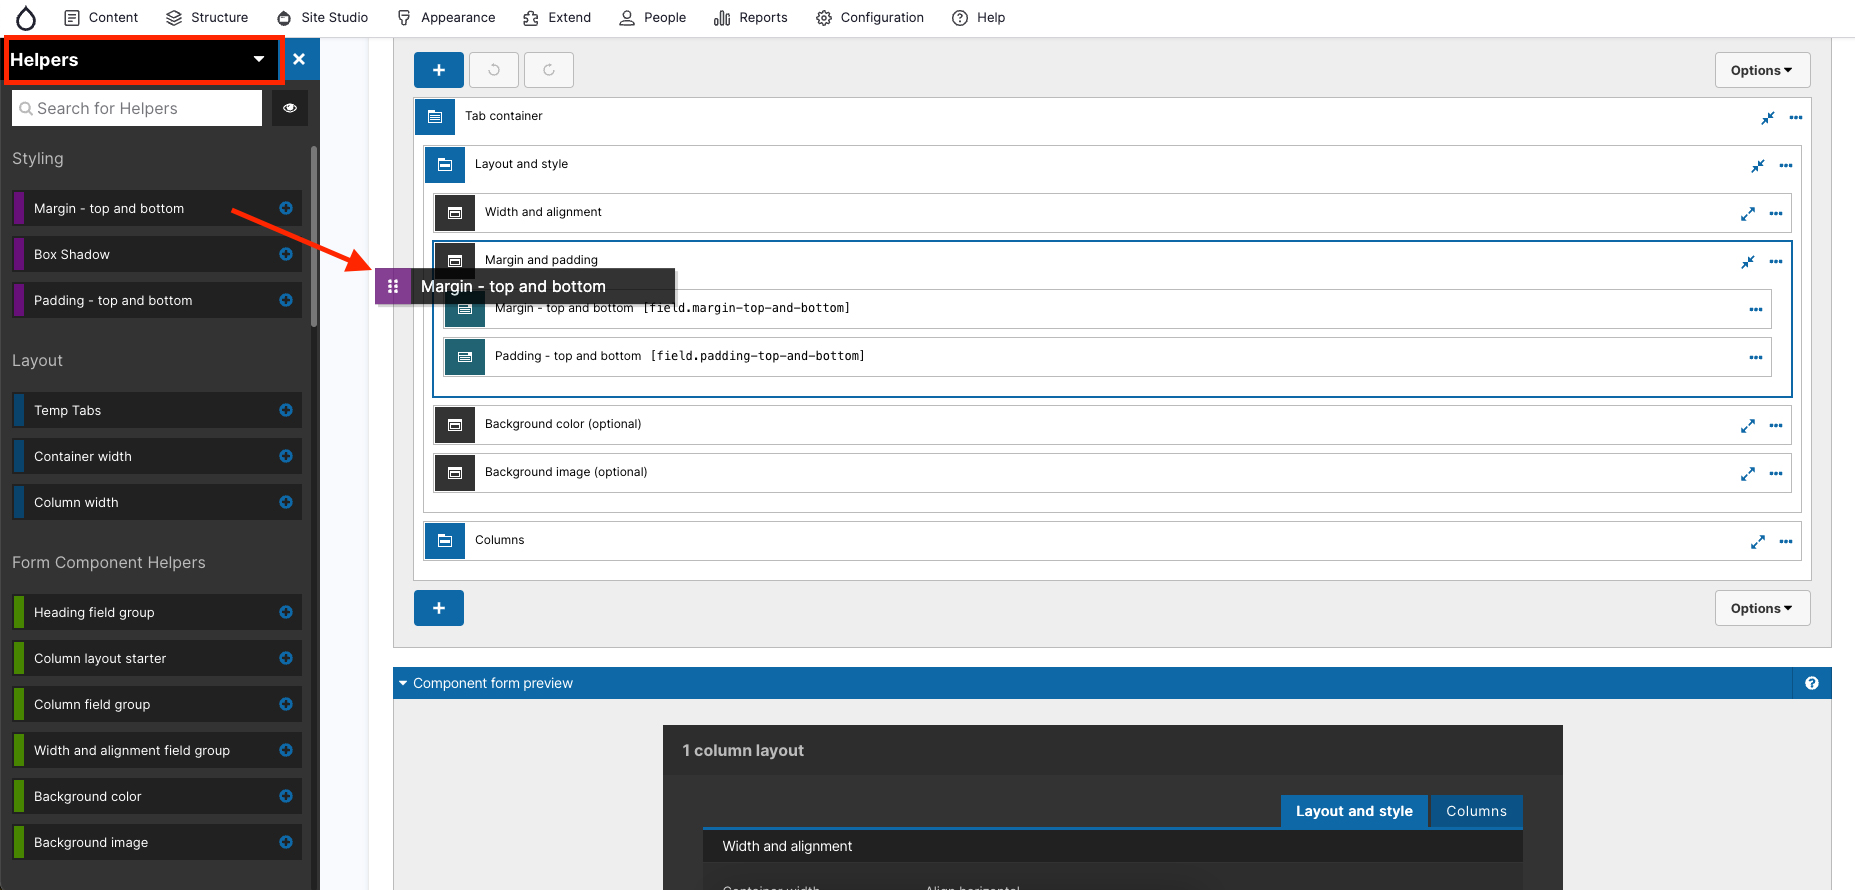 Content
Structure
Site Studio
Appearance
Extend
People
Reports
Configuration
Help
Helpers
Search for Helpers
Styling
Margin - top and bottom
Box Shadow
Padding - top and bottom
Layout
Temp Tabs
Container width
Column width
Form Component Helpers
Heading field group
Column layout starter
Column field group
Width and alignment field group
Background color
Background image
Options
Tab container
Layout and style
Width and alignment
Margin and padding
Margin - top and bottom
Margin - top and bottom [field.margin-top-and-bottom]
Padding - top and bottom [field.padding-top-and-bottom]
Background color (optional)
Background image (optional)
Columns
Options
Component form preview
1 column layout
Layout and style
Columns
Width and alignment
Container width
Align horizontal